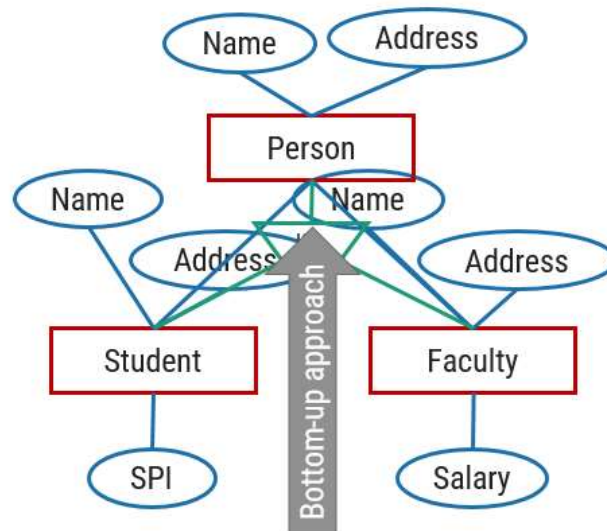 Name
Address
Person
Name
Name
Address
Address
Student
Faculty
SPI
Salary
Bottom-up approach